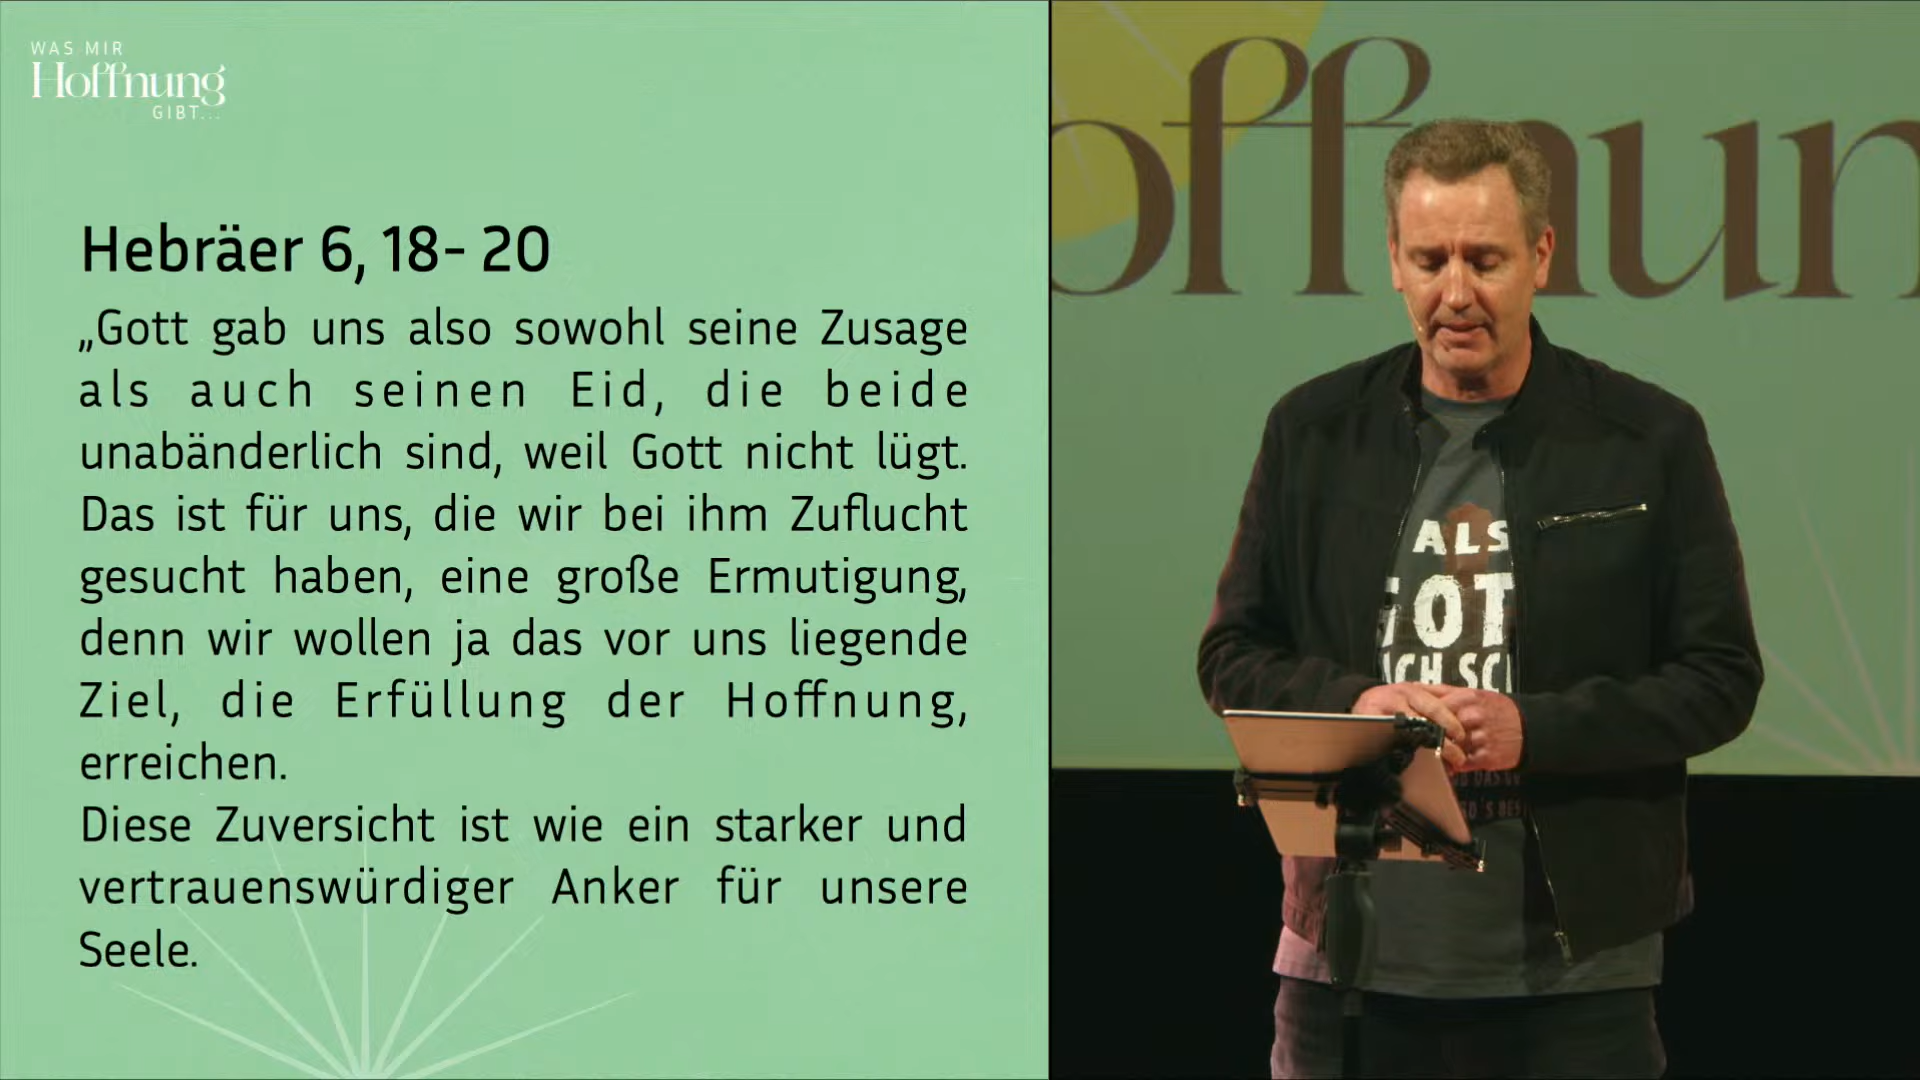 WAS MIR
Hoffnung
GIBT...
Hebräer 6, 18- 20
„Gott gab uns also sowohl seine Zusage
als auch seinen Eid, die beide
unabänderlich sind, weil Gott nicht lügt.
Das ist für uns, die wir bei ihm Zuflucht
gesucht haben, eine große Ermutigung,
denn wir wollen ja das vor uns liegende
Ziel, die Erfüllung der Hoffnung,
erreichen.
Diese Zuversicht ist wie ein starker und
vertrauenswürdiger Anker für unsere
Seele.
offnun
ALS
GOT
ICH SC